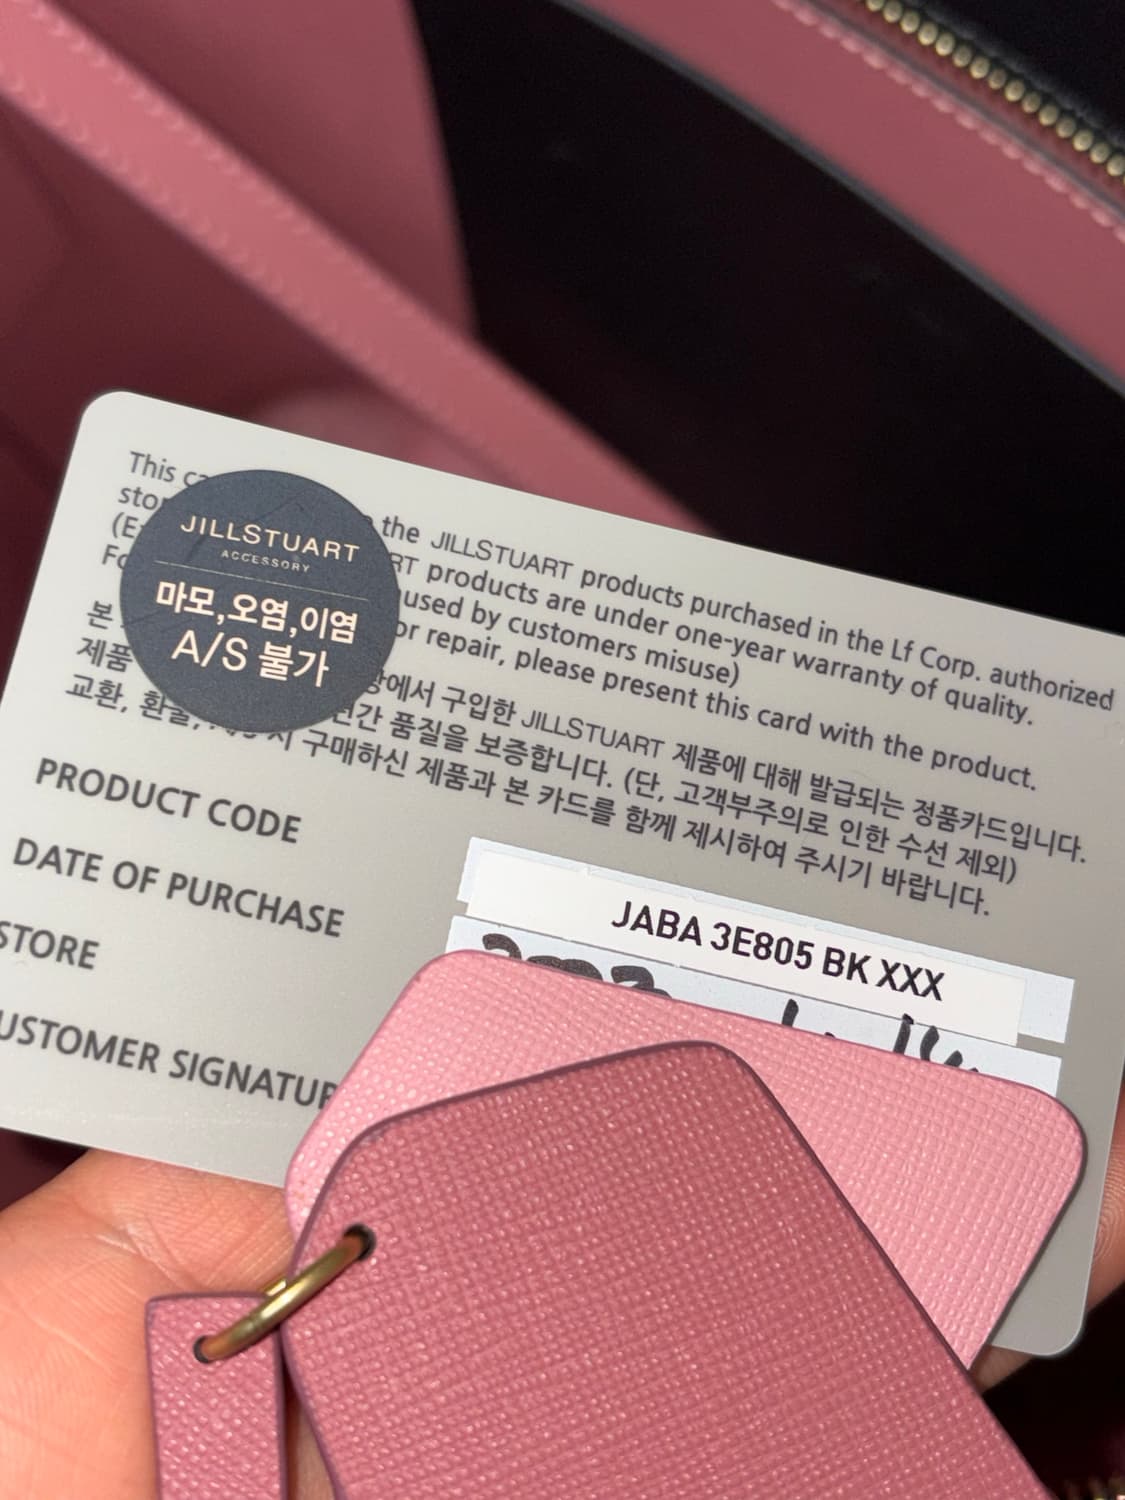 This
the JILLSTUART products purchased in the Lf Corp. authorized
products are under one-year warranty of quality.
used by customers misuse)
or repair, please present this card with the product.
본
에서 구입한 JILLSTUART 제품에 대해 발급되는 정품카드입니다.
제품
년간 품질을 보증합니다. (단, 고객부주의로 인한 수선 제외)
교환, 환불,
시 구매하신 제품과 본 카드를 함께 제시하여 주시기 바랍니다.
JILLSTUART
ACCESSORY
마모,오염,이염
A/S 불가
PRODUCT CODE
JABA 3E805 BK XXX
DATE OF PURCHASE
STORE
USTOMER SIGNATUR